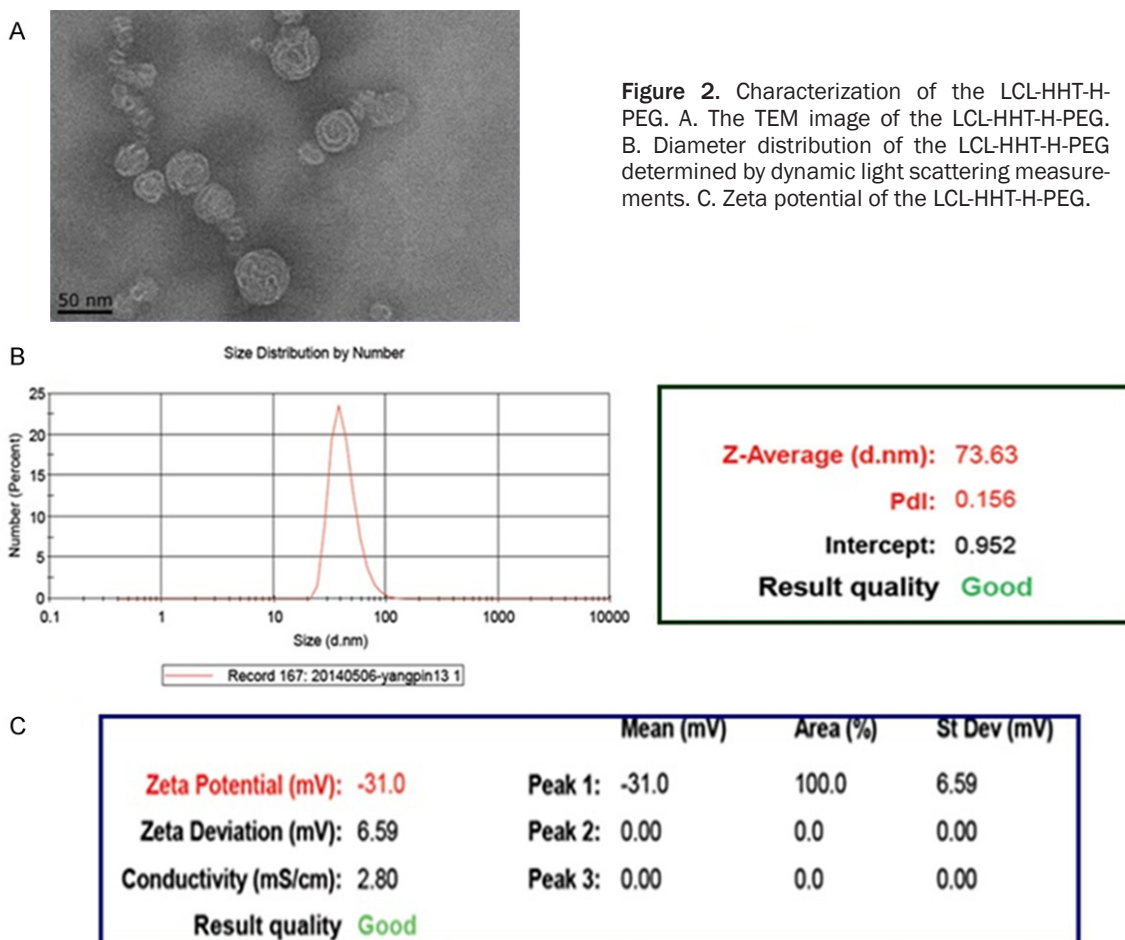 A
50 nm
Figure 2. Characterization of the LCL-HHT-H-
PEG. A. The TEM image of the LCL-HHT-H-PEG.
B. Diameter distribution of the LCL-HHT-H-PEG
determined by dynamic light scattering measure-
ments. C. Zeta potential of the LCL-HHT-H-PEG.
B
Size Distribution by Number
Number (Percent)
25
20
15
10
5
0
0.1 1 10 100 1000 10000
Size (d.nm)
Record 167: 20140506-yangpin13 1
Z-Average (d.nm): 73.63
PdI: 0.156
Intercept: 0.952
Result quality Good
C
Mean (mV) Area (%) St Dev (mV)
Zeta Potential (mV): -31.0 Peak 1: -31.0 100.0 6.59
Zeta Deviation (mV): 6.59 Peak 2: 0.00 0.0 0.00
Conductivity (mS/cm): 2.80 Peak 3: 0.00 0.0 0.00
Result quality Good